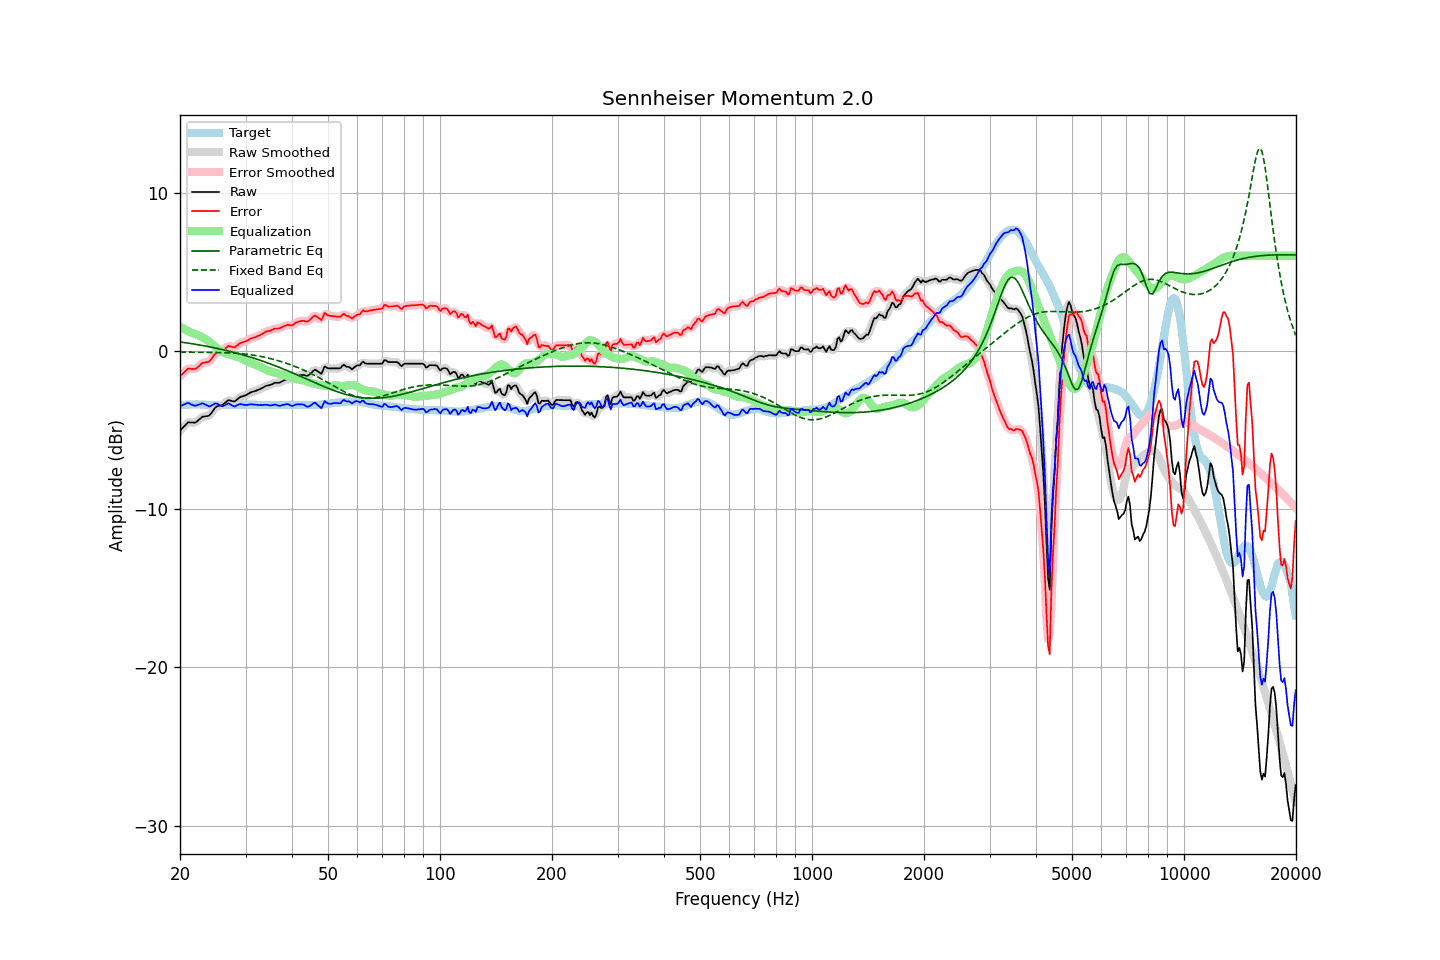 Sennheiser Momentum 2.0
Target
Raw Smoothed
Error Smoothed
Raw
Error
Equalization
Parametric Eq
Fixed Band Eq
Equalized
10
0
−10
−20
−30
Amplitude (dBr)
20 50 100 200 500 1000 2000 5000 10000 20000
Frequency (Hz)